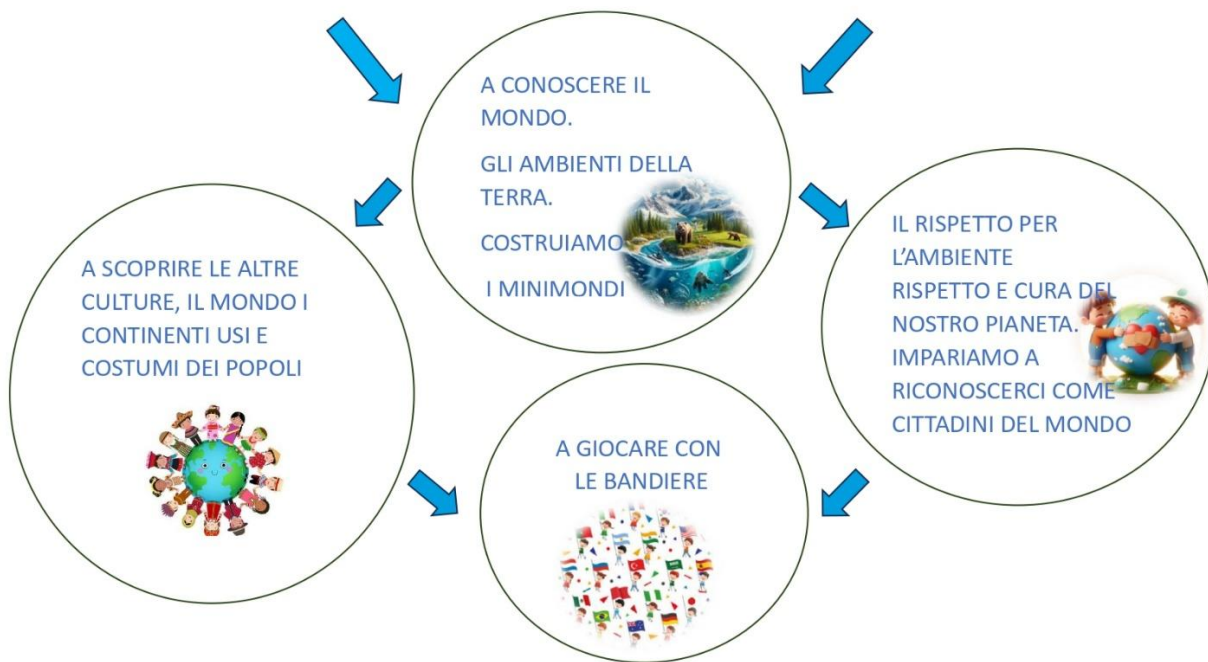 A CONOSCERE IL
MONDO.
GLI AMBIENTI DELLA
TERRA.
COSTRUIAMO
I MINIMONDI
A SCOPRIRE LE ALTRE
CULTURE, IL MONDO I
CONTINENTI USI E
COSTUMI DEI POPOLI
IL RISPETTO PER
L’AMBIENTE
RISPETTO E CURA DEL
NOSTRO PIANETA.
IMPARIAMO A
RICONOSCERCI COME
CITTADINI DEL MONDO
A GIOCARE CON
LE BANDIERE